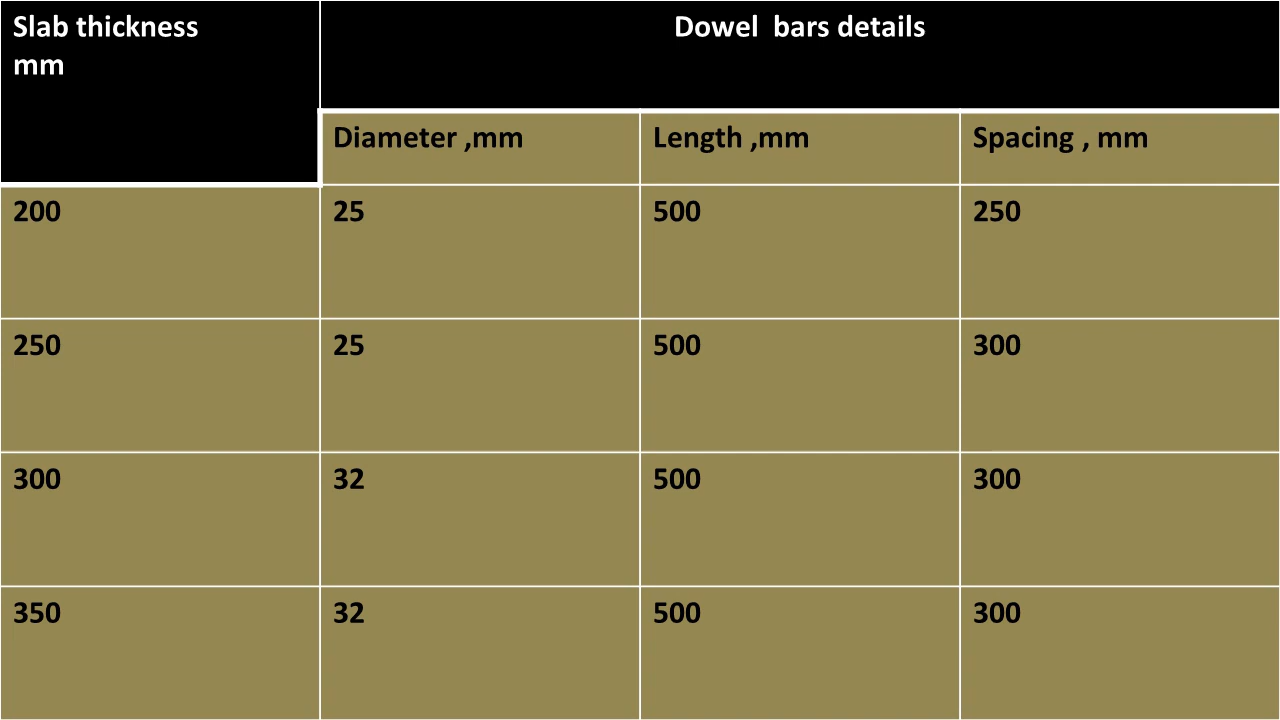 Slab thickness
mm
Dowel  bars details
Diameter ,mm
Length ,mm
Spacing , mm
200
25
500
250
250
25
500
300
300
32
500
300
350
32
500
300